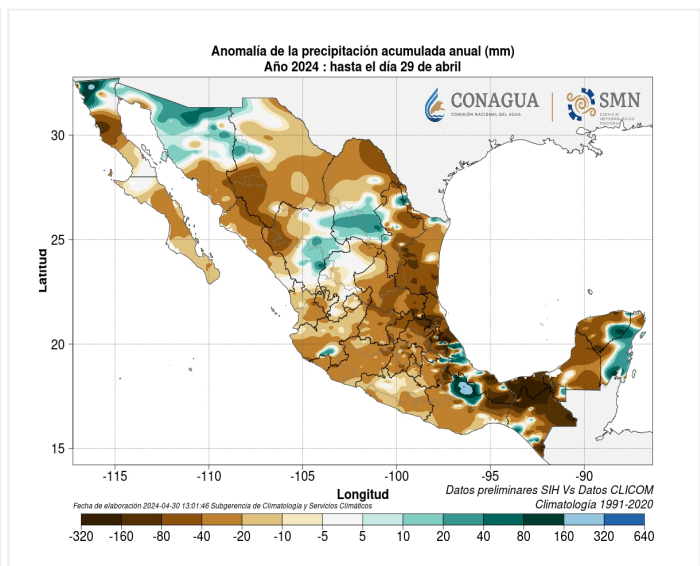 Anomalía de la precipitación acumulada anual (mm)
Año 2024 : hasta el día 29 de abril
CONAGUA
COMISIÓN NACIONAL DEL AGUA
SMN
SERVICIO
METEOROLÓGICO
NACIONAL
30
25
20
15
Latitud
-115 -110 -105 -100 -95 -90
Longitud
Datos preliminares SIH Vs Datos CLICOM
Climatología 1991-2020
Fecha de elaboración 2024-04-30 13:01:46 Subgerencia de Climatología y Servicios Climáticos
-320 -160 -80 -40 -20 -10 -5 5 10 20 40 80 160 320 640